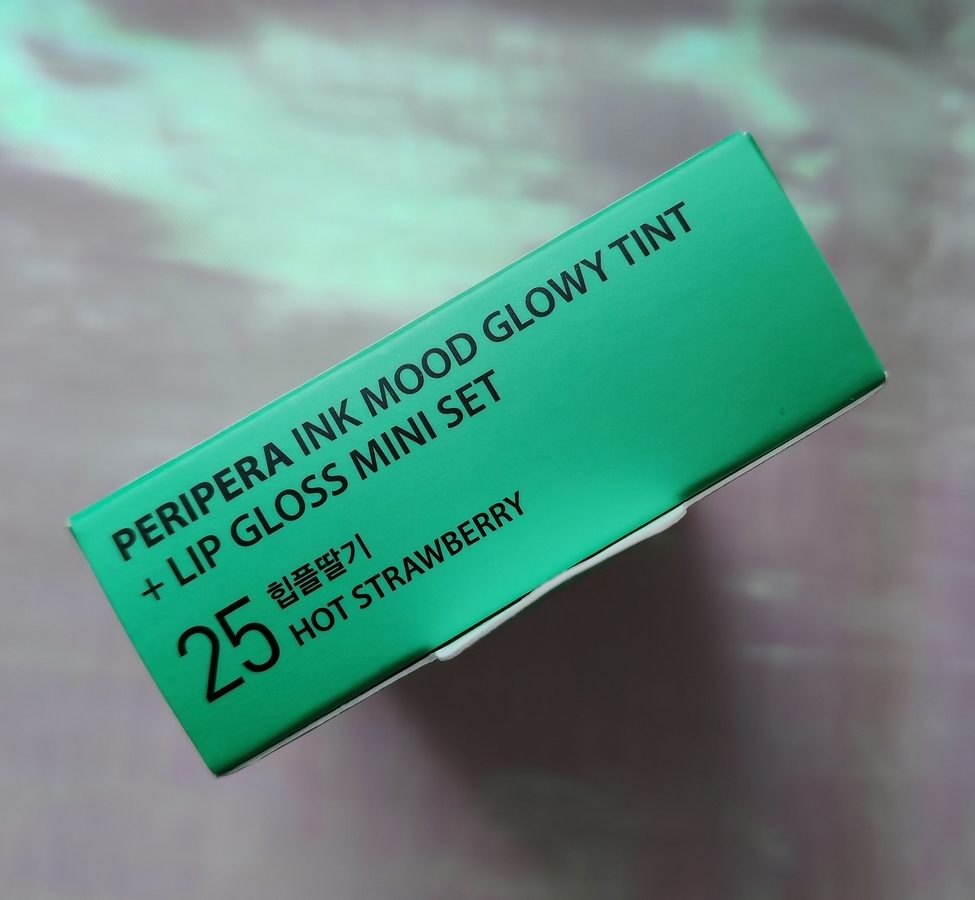 PERIPERA INK MOOD GLOWY TINT
+ LIP GLOSS MINI SET
25
힙플딸기
HOT STRAWBERRY